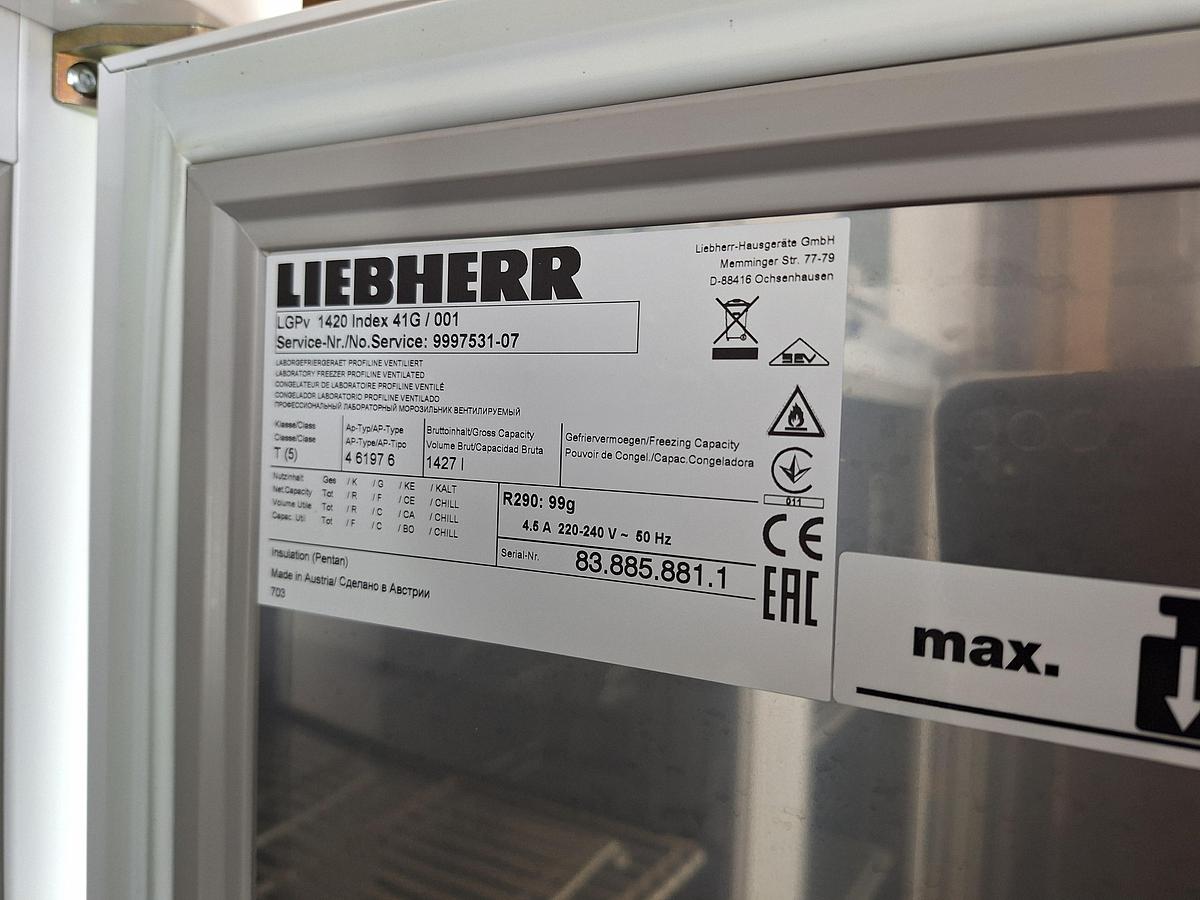 LIEBHERR
LGPv 1420 Index 41G / 001
Service-Nr./No.Service: 9997531-07
Liebherr-Hausgeräte GmbH
Memminger Str. 77-79
D-88416 Ochsenhausen
LABORGEFRIERGERAET PROFILINE VENTILIERT
LABORATORY FREEZER PROFILINE VENTILATED
CONGELATEUR DE LABORATOIRE PROFILINE VENTILÉ
CONGELADOR LABORATORIO PROFILINE VENTILADO
ПРОФЕССИОНАЛЬНЫЙ ЛАБОРАТОРНЫЙ МОРОЗИЛЬНИК ВЕНТИЛИРУЕМЫЙ
SEV
Klasse/Class
Classe/Clase
T (5)
Ap-Typ/AP-Type
AP-Type/AP-Tipo
4 6197 6
Bruttoinhalt/Gross Capacity
Volume Brut/Capacidad Bruta
1427 l
Gefriervermoegen/Freezing Capacity
Pouvoir de Congel./Capac.Congeladora
Nutzinhalt Ges / K / G / KE / KALT
Net.Capacity Tot / R / F / CE / CHILL
Volume Utile Tot / R / C / CA / CHILL
Capac.Util Tot / F / C / BO / CHILL
R290: 99g
4.5 A 220-240 V ~ 50 Hz
Serial-Nr. 83.885.881.1
011
CE
EAC
Insulation (Pentan)
Made in Austria/ Сделано в Австрии
703
max.